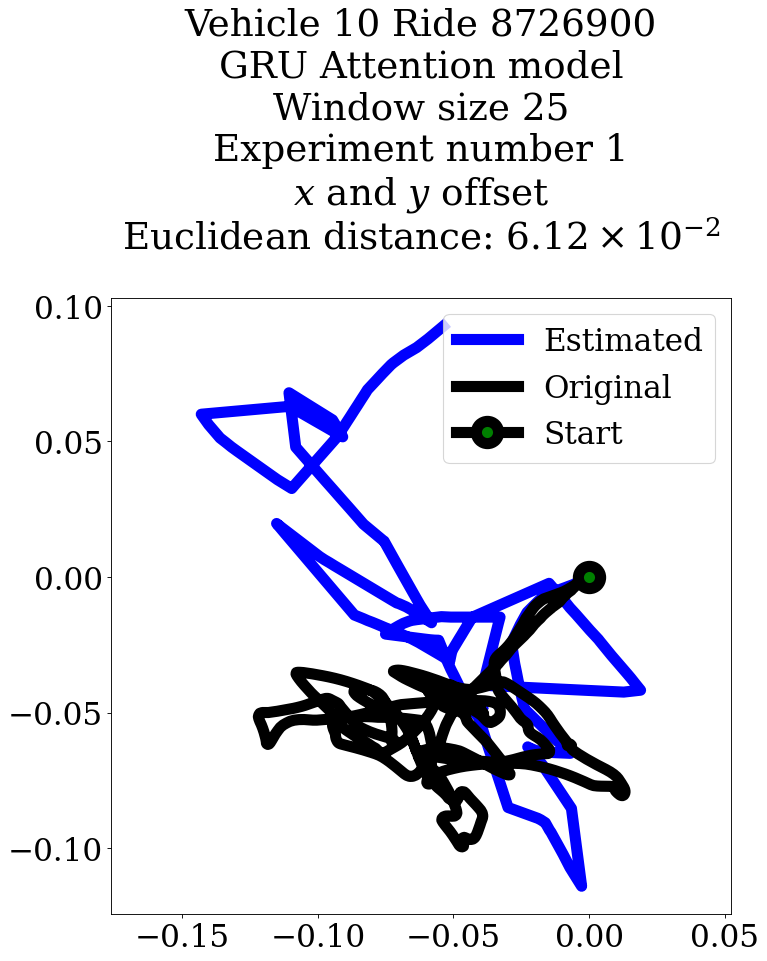 Vehicle 10 Ride 8726900
GRU Attention model
Window size 25
Experiment number 1
x and y offset
Euclidean distance: 6.12 × 10⁻²
Estimated
Original
Start
0.10
0.05
0.00
−0.05
−0.10
−0.15
−0.10
−0.05
0.00
0.05